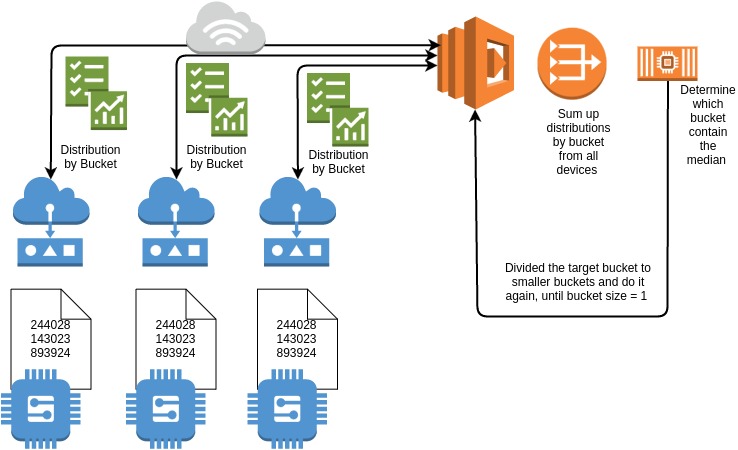 Distribution
by Bucket
Distribution
by Bucket
Distribution
by Bucket
Sum up
distributions
by bucket
from all
devices
Determine
which
bucket
contain
the
median
Divided the target bucket to
smaller buckets and do it
again, until bucket size = 1
244028
143023
893924
244028
143023
893924
244028
143023
893924